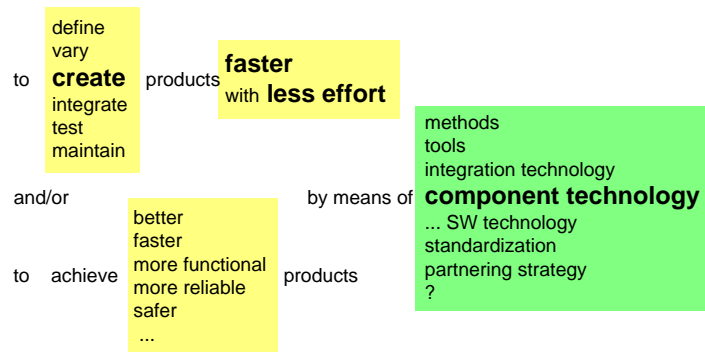 define
vary
to create products faster
with less effort
integrate
test
maintain
and/or by means of
methods
tools
integration technology
component technology
... SW technology
standardization
partnering strategy
?
to achieve
better
faster
more functional
more reliable
safer
...
products